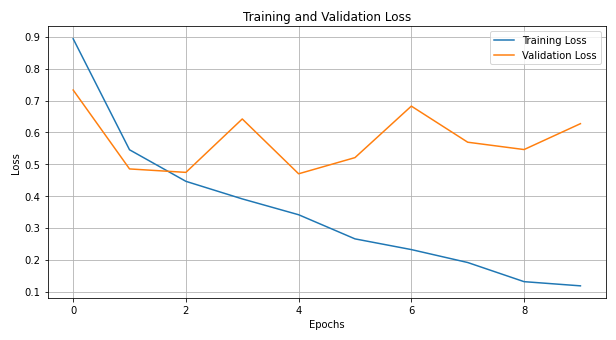 Training and Validation Loss
Training Loss
Validation Loss
0.9
0.8
0.7
0.6
0.5
0.4
0.3
0.2
0.1
Loss
0 2 4 6 8
Epochs